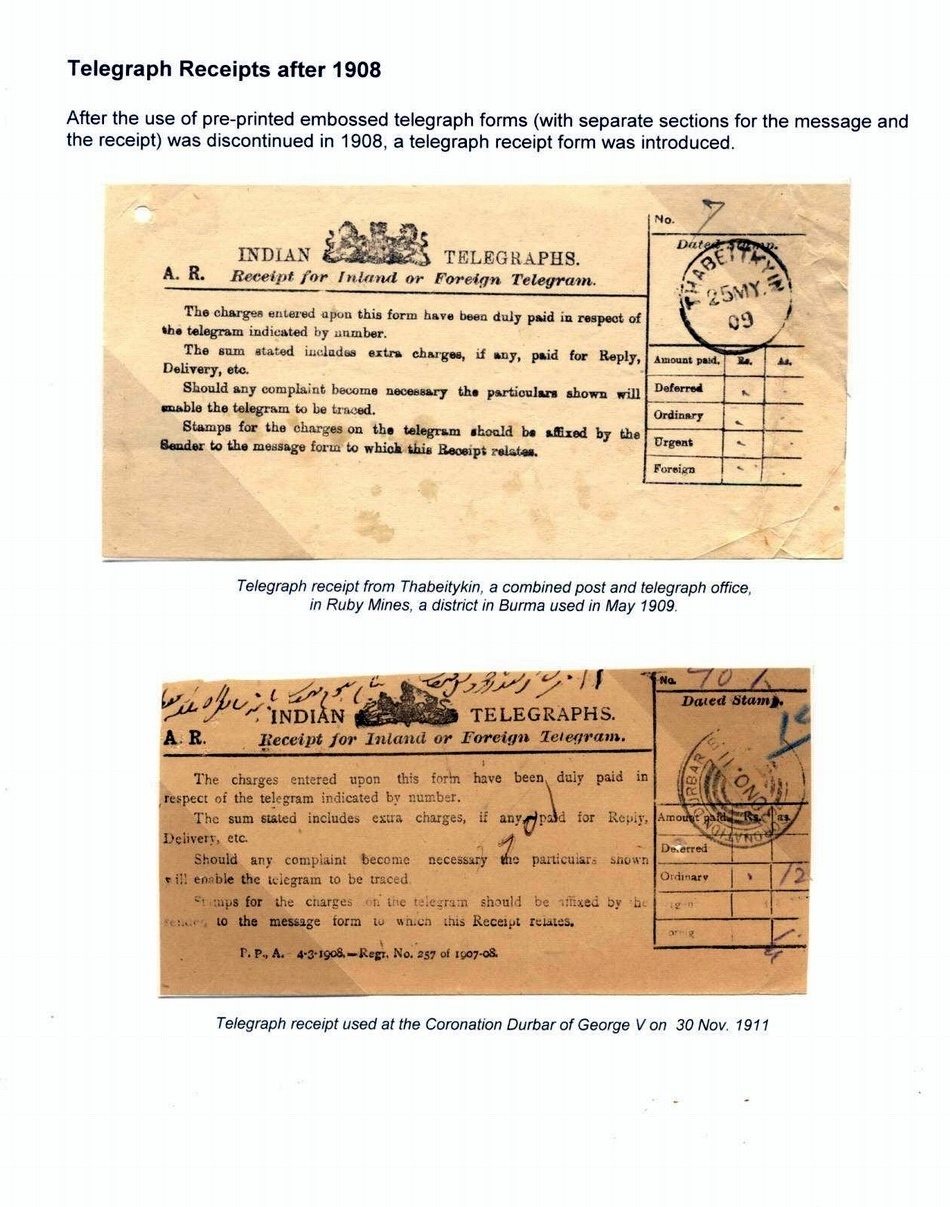 Telegraph Receipts after 1908
After the use of pre-printed embossed telegraph forms (with separate sections for the message and
the receipt) was discontinued in 1908, a telegraph receipt form was introduced.
INDIAN TELEGRAPHS.
A. R. Receipt for Inland or Foreign Telegram.
The charges entered upon this form have been duly paid in respect of
the telegram indicated by number.
The sum stated includes extra charges, if any, paid for Reply,
Delivery, etc.
Should any complaint become necessary the particulars shown will
enable the telegram to be traced.
Stamps for the charges on the telegram should be affixed by the
Sender to the message form to which this Receipt relates.
No. 7
Dated Stamp.
THABEITKYIN
25MY.
09
Amount paid. Rs. As.
Deferred
Ordinary
Urgent
Foreign
Telegraph receipt from Thabeitykin, a combined post and telegraph office,
in Ruby Mines, a district in Burma used in May 1909.
INDIAN TELEGRAPHS.
A. R. Receipt for Inland or Foreign Telegram.
The charges entered upon this form have been duly paid in
respect of the telegram indicated by number.
The sum stated includes extra charges, if any, paid for Reply,
Delivery, etc.
Should any complaint become necessary the particulars shown
will enable the telegram to be traced.
Stamps for the charges on the telegram should be affixed by the
sender to the message form to which this Receipt relates.
P. P., A. 4-3-1908.—Regr. No. 257 of 1907-08.
No.
Dated Stamp.
CORONATION DURBAR
Amount paid. Rs. As.
Deferred
Ordinary 12
Telegraph receipt used at the Coronation Durbar of George V on 30 Nov. 1911